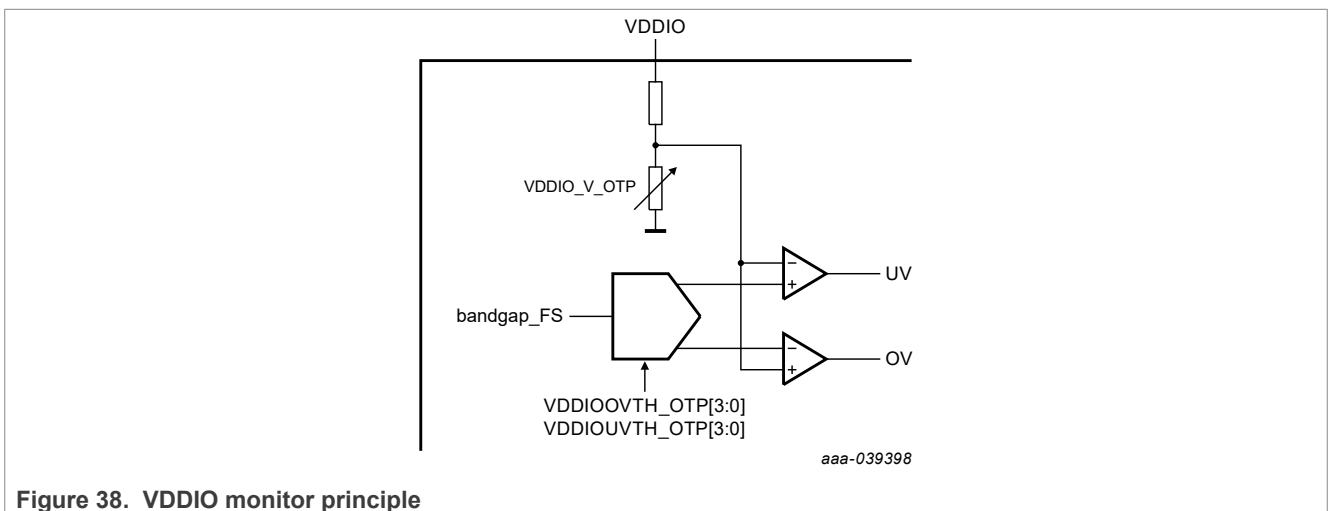 VDDIO
VDDIO_V_OTP
−
+
UV
bandgap_FS
−
+
OV
VDDIOOVTH_OTP[3:0]
VDDIOUVTH_OTP[3:0]
aaa-039398
Figure 38. VDDIO monitor principle